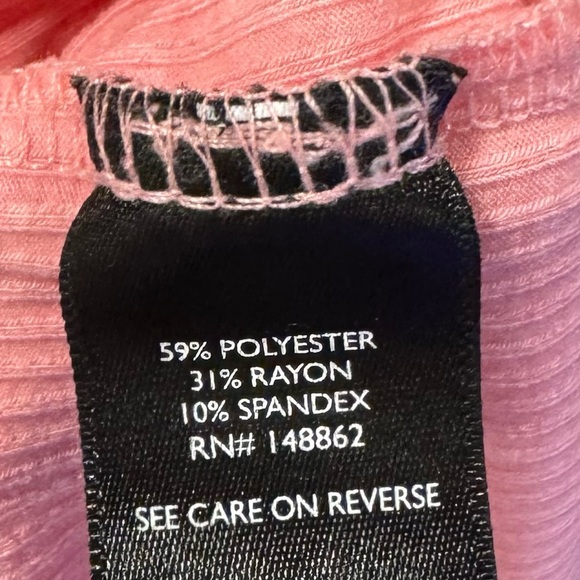 59% POLYESTER
31% RAYON
10% SPANDEX
RN# 148862
SEE CARE ON REVERSE